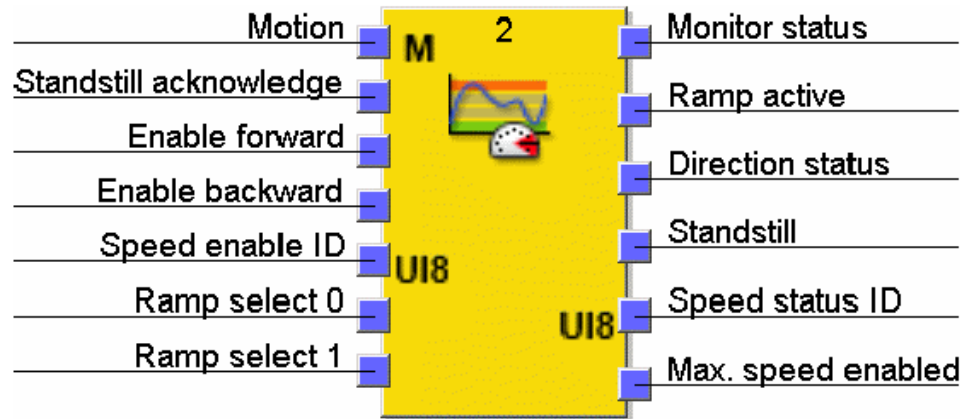 Motion
Standstill acknowledge
Enable forward
Enable backward
Speed enable ID
Ramp select 0
Ramp select 1
2
M
UI8
UI8
Monitor status
Ramp active
Direction status
Standstill
Speed status ID
Max. speed enabled